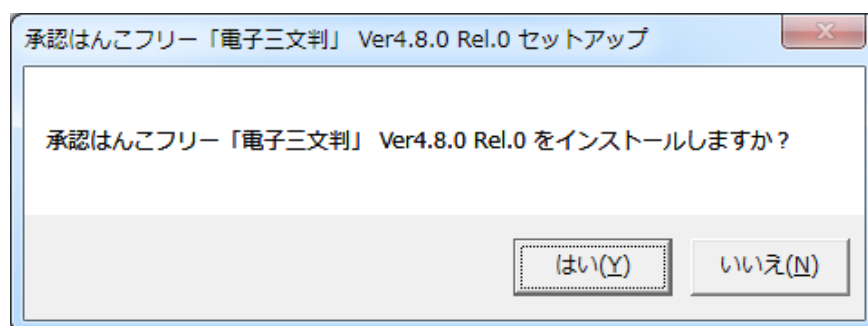 承認はんこフリー「電子三文判」 Ver4.8.0 Rel.0 セットアップ
承認はんこフリー「電子三文判」 Ver4.8.0 Rel.0 をインストールしますか？
はい(Y) いいえ(N)